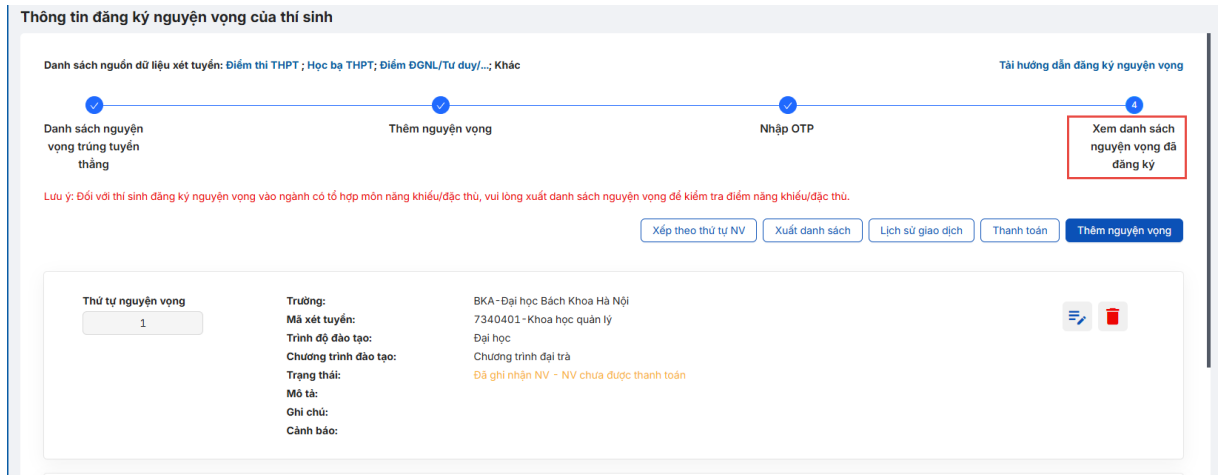 Thông tin đăng ký nguyện vọng của thí sinh
Danh sách nguồn dữ liệu xét tuyển: Điểm thi THPT ; Học bạ THPT; Điểm ĐGNL/Tư duy/...; Khác
Tải hướng dẫn đăng ký nguyện vọng
4
Danh sách nguyện
vọng trúng tuyển
thẳng
Thêm nguyện vọng
Nhập OTP
Xem danh sách
nguyện vọng đã
đăng ký
Lưu ý: Đối với thí sinh đăng ký nguyện vọng vào ngành có tổ hợp môn năng khiếu/đặc thù, vui lòng xuất danh sách nguyện vọng để kiểm tra điểm năng khiếu/đặc thù.
Xếp theo thứ tự NV
Xuất danh sách
Lịch sử giao dịch
Thanh toán
Thêm nguyện vọng
Thứ tự nguyện vọng
1
Trường: BKA-Đại học Bách Khoa Hà Nội
Mã xét tuyển: 7340401-Khoa học quản lý
Trình độ đào tạo: Đại học
Chương trình đào tạo: Chương trình đại trà
Trạng thái: Đã ghi nhận NV - NV chưa được thanh toán
Mô tả:
Ghi chú:
Cảnh báo: